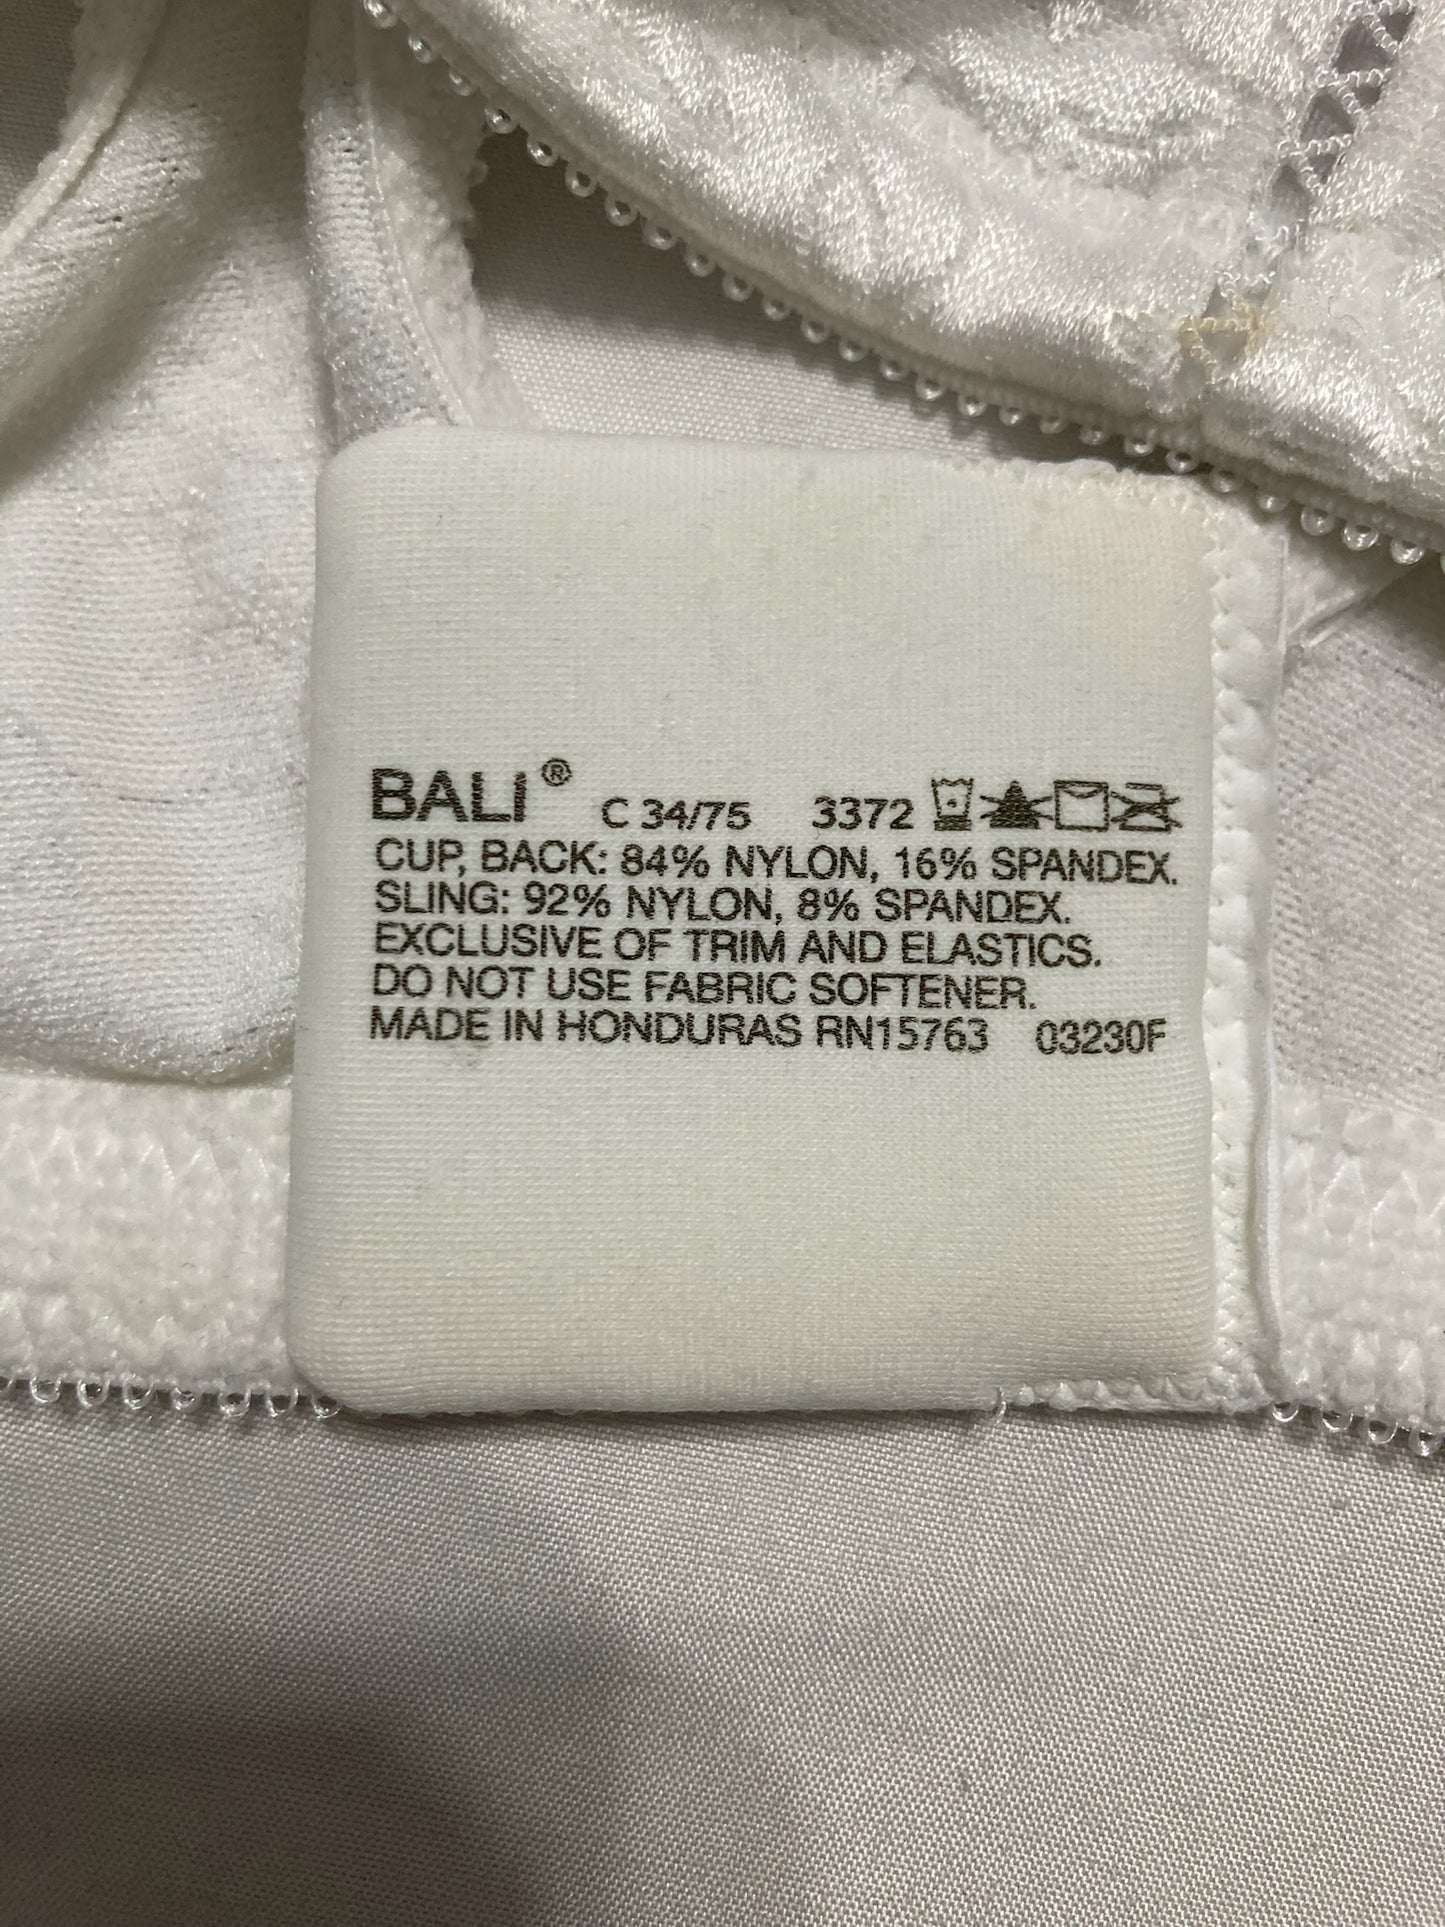 BALI® C 34/75 3372
CUP, BACK: 84% NYLON, 16% SPANDEX.
SLING: 92% NYLON, 8% SPANDEX.
EXCLUSIVE OF TRIM AND ELASTICS.
DO NOT USE FABRIC SOFTENER.
MADE IN HONDURAS RN15763 03230F